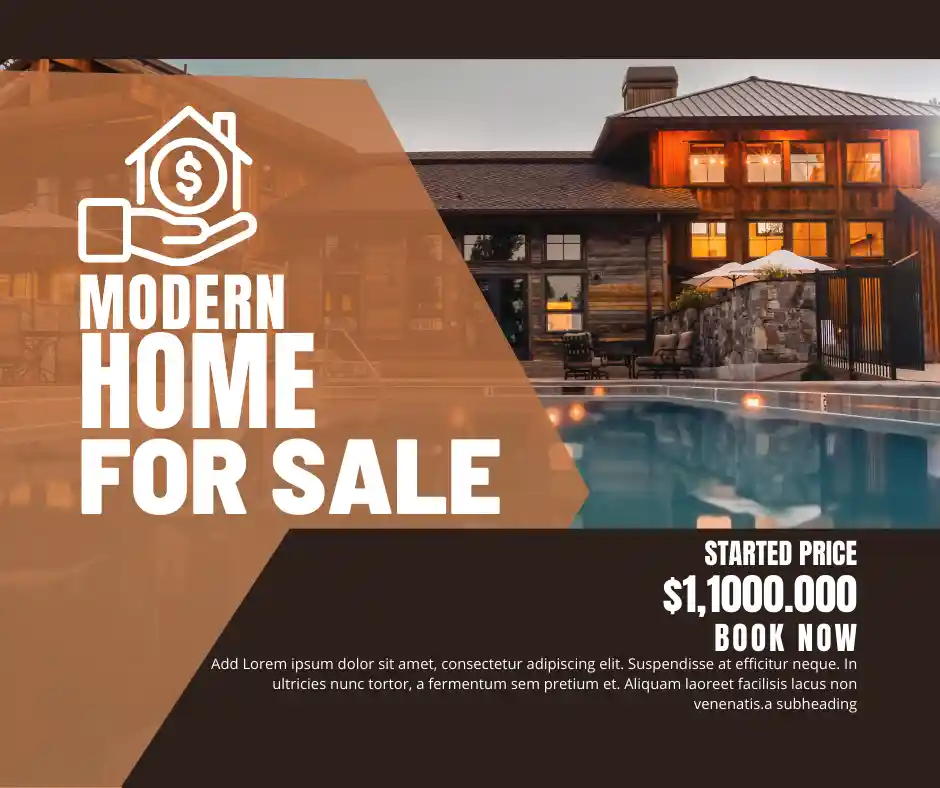 $
MODERN
HOME
FOR SALE
STARTED PRICE
$1,1000.000
BOOK NOW
Add Lorem ipsum dolor sit amet, consectetur adipiscing elit. Suspendisse at efficitur neque. In
ultricies nunc tortor, a fermentum sem pretium et. Aliquam laoreet facilisis lacus non
venenatis.a subheading